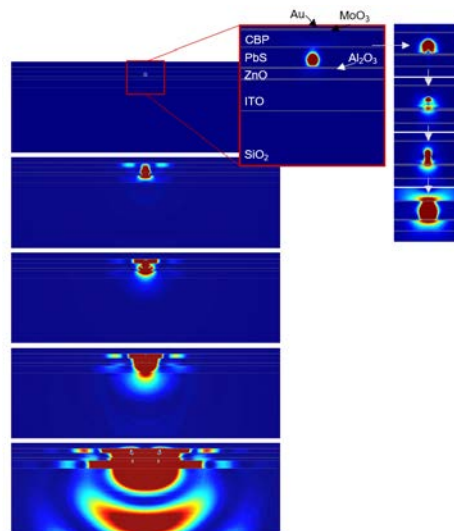 Au MoO₃
CBP
PbS Al₂O₃
ZnO
ITO
SiO₂